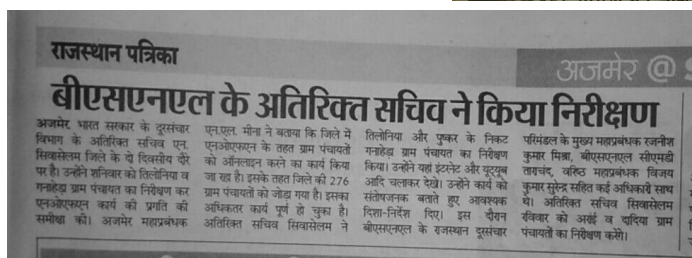 राजस्थान पत्रिका
अजमेर @
बीएसएनएल के अतिरिक्त सचिव ने किया निरीक्षण
अजमेर भारत सरकार के दूरसंचार
विभाग के अतिरिक्त सचिव एन.
सिवासेलम जिले के दो दिवसीय दौरे
पर है। उन्होंने शनिवार को तिलोनिया व
गनाहेड़ा ग्राम पंचायत का निरीक्षण कर
एनओएफएन कार्य की प्रगति की
समीक्षा की। अजमेर महाप्रबंधक
एन.एल. मीना ने बताया कि जिले में
एनओएफएन के तहत ग्राम पंचायतों
को ऑनलाइन करने का कार्य किया
जा रहा है। इसके तहत जिले की 276
ग्राम पंचायतों को जोड़ा गया है। इसका
अधिकतर कार्य पूर्ण हो चुका है।
अतिरिक्त सचिव सिवासेलम ने
तिलोनिया और पुष्कर के निकट
गनाहेड़ा ग्राम पंचायत का निरीक्षण
किया। उन्होंने यहां इंटरनेट और यूट्यूब
आदि चलाकर देखे। उन्होंने कार्य को
संतोषजनक बताते हुए आवश्यक
दिशा-निर्देश दिए। इस दौरान
बीएसएनएल के राजस्थान दूरसंचार
परिमंडल के मुख्य महाप्रबंधक रजनीश
कुमार मिश्रा, बीएसएनएल सीएमडी
ताराचंद, वरिष्ठ महाप्रबंधक विजय
कुमार सुरेन्द्र सहित कई अधिकारी साथ
थे। अतिरिक्त सचिव सिवासेलम
रविवार को अराई व दादिया ग्राम
पंचायतों का निरीक्षण करेंगे।